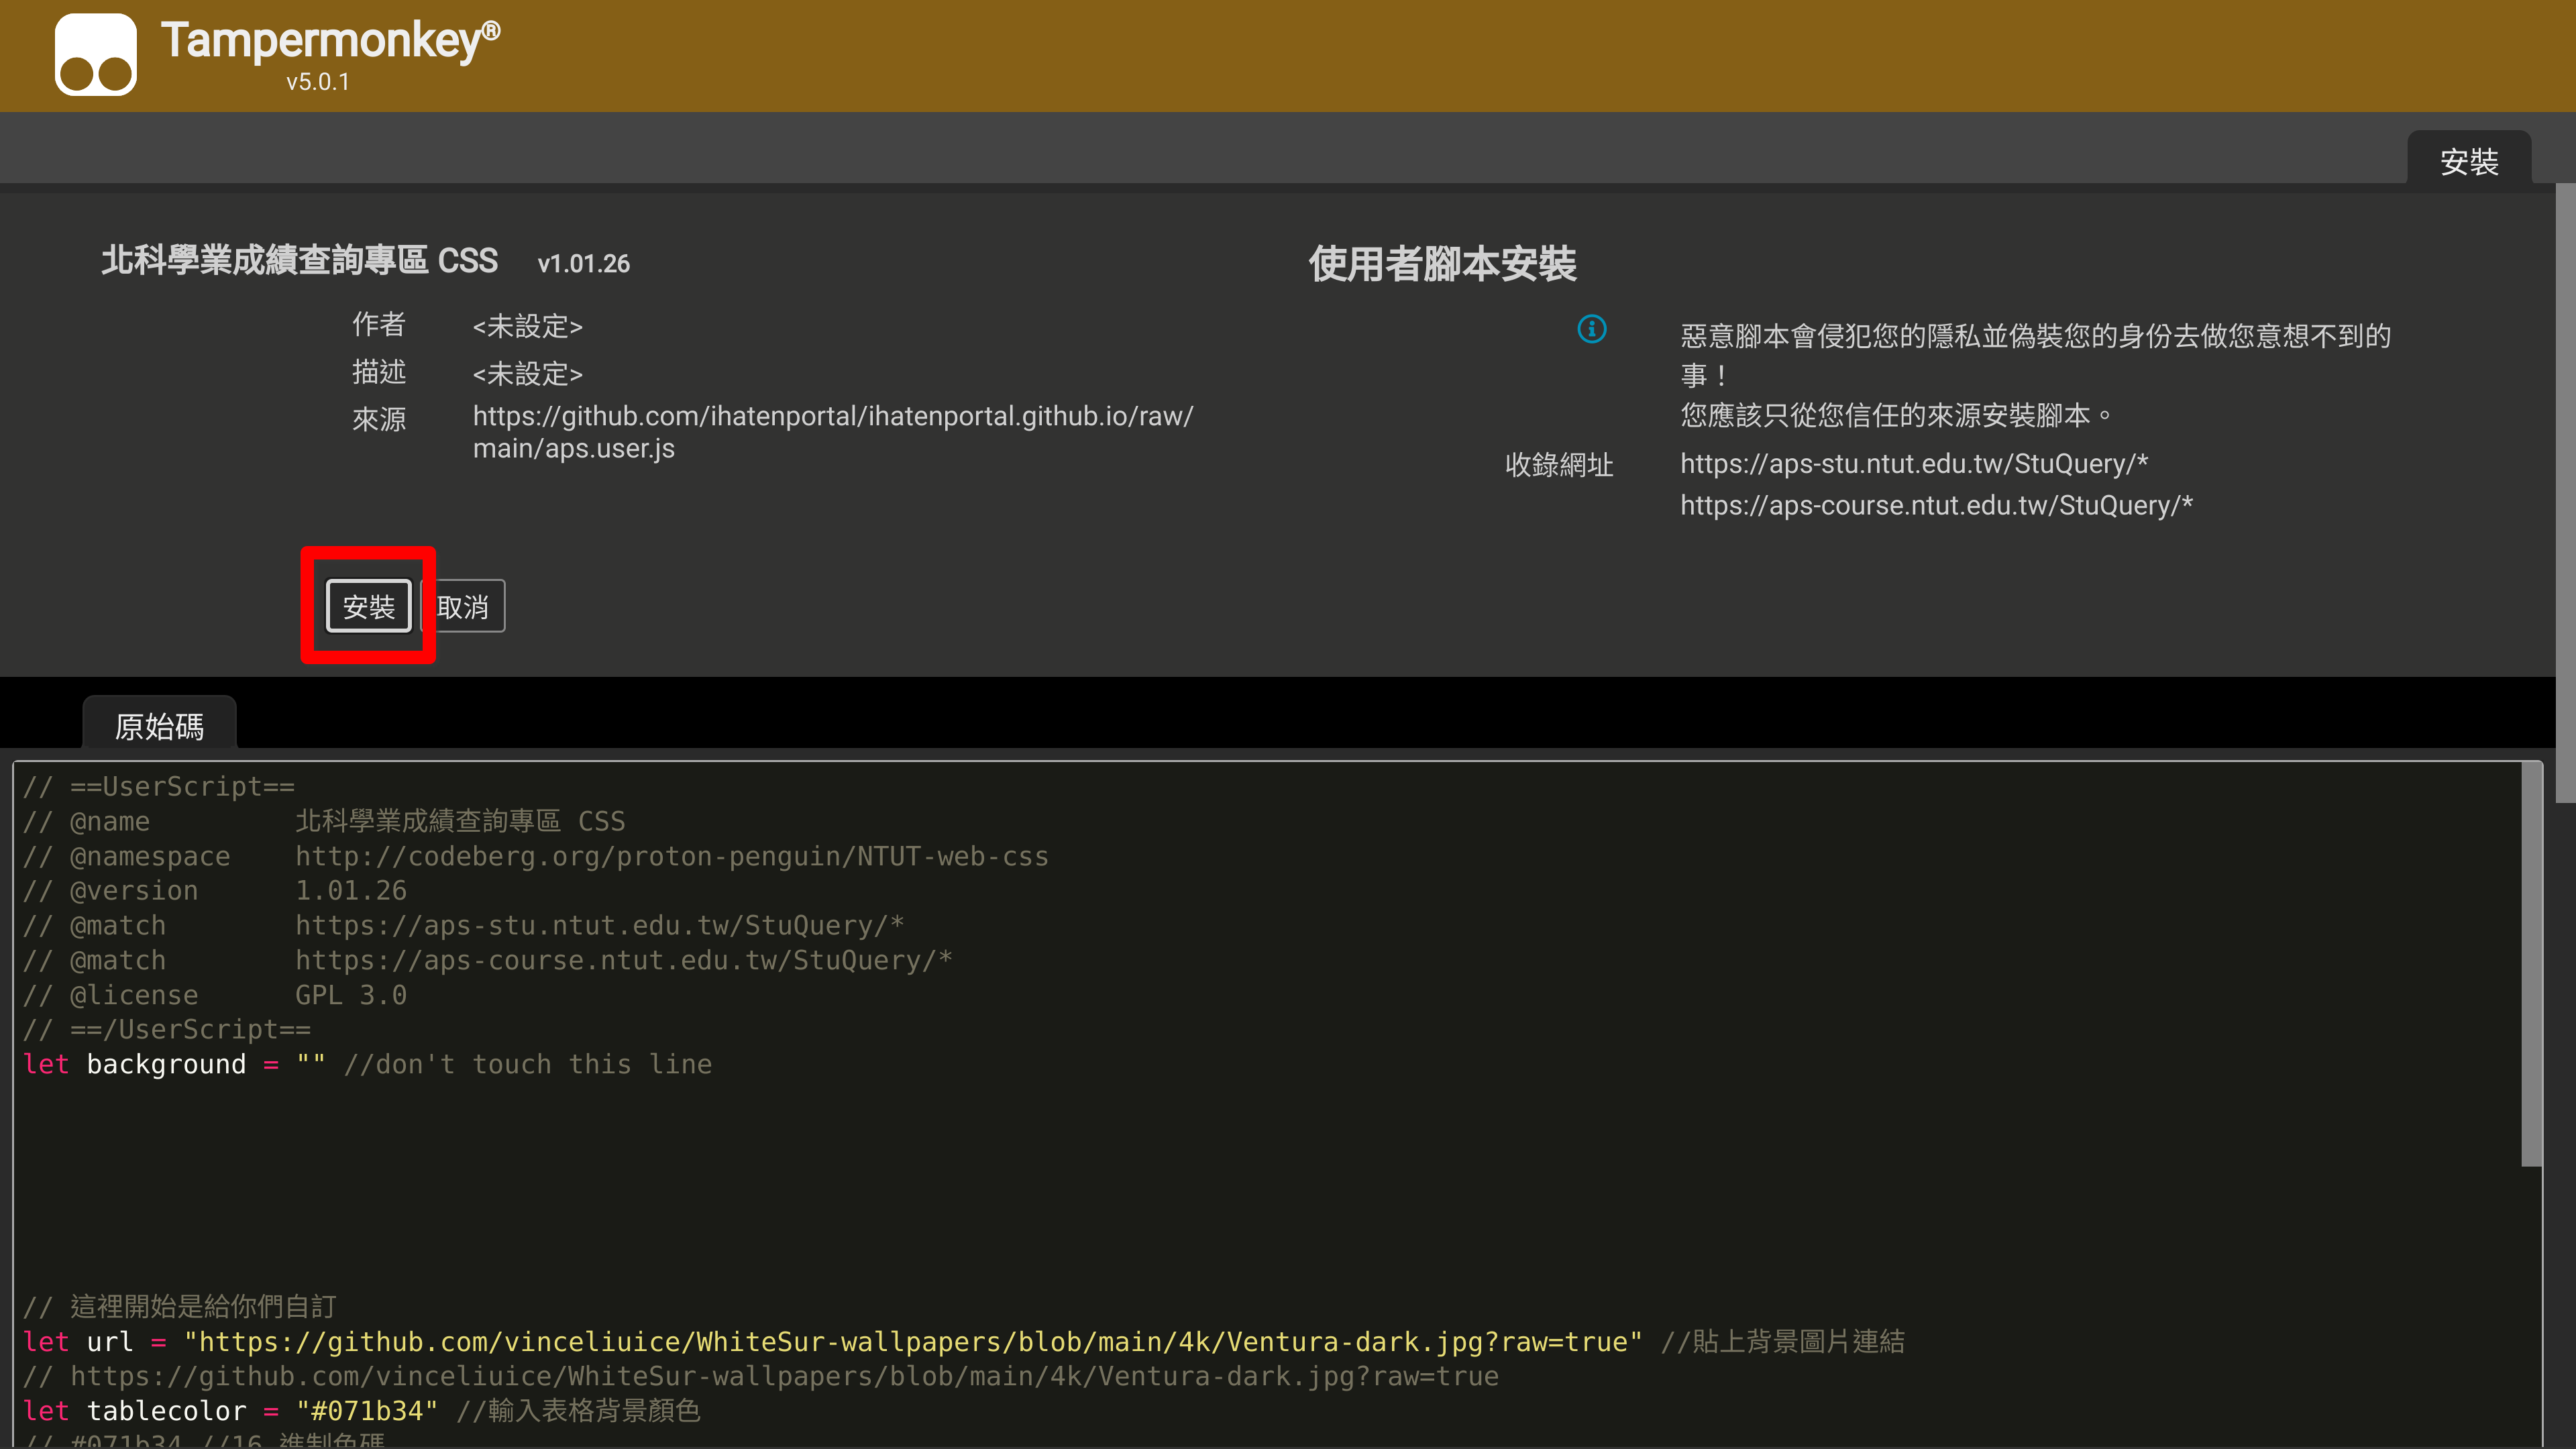 Tampermonkey®
v5.0.1
安裝
北科學業成績查詢專區 CSS v1.01.26
作者 <未設定>
描述 <未設定>
來源 https://github.com/ihatenportal/ihatenportal.github.io/raw/
main/aps.user.js
安裝 取消
使用者腳本安裝
惡意腳本會侵犯您的隱私並偽裝您的身份去做您意想不到的
事！
您應該只從您信任的來源安裝腳本。
收錄網址 https://aps-stu.ntut.edu.tw/StuQuery/*
https://aps-course.ntut.edu.tw/StuQuery/*
原始碼
// ==UserScript==
// @name         北科學業成績查詢專區 CSS
// @namespace    http://codeberg.org/proton-penguin/NTUT-web-css
// @version      1.01.26
// @match        https://aps-stu.ntut.edu.tw/StuQuery/*
// @match        https://aps-course.ntut.edu.tw/StuQuery/*
// @license      GPL 3.0
// ==/UserScript==
let background = "" //don't touch this line
// 這裡開始是給你們自訂
let url = "https://github.com/vinceliuice/WhiteSur-wallpapers/blob/main/4k/Ventura-dark.jpg?raw=true" //貼上背景圖片連結
// https://github.com/vinceliuice/WhiteSur-wallpapers/blob/main/4k/Ventura-dark.jpg?raw=true
let tablecolor = "#071b34" //輸入表格背景顏色
// #071b34 //16 進制色碼